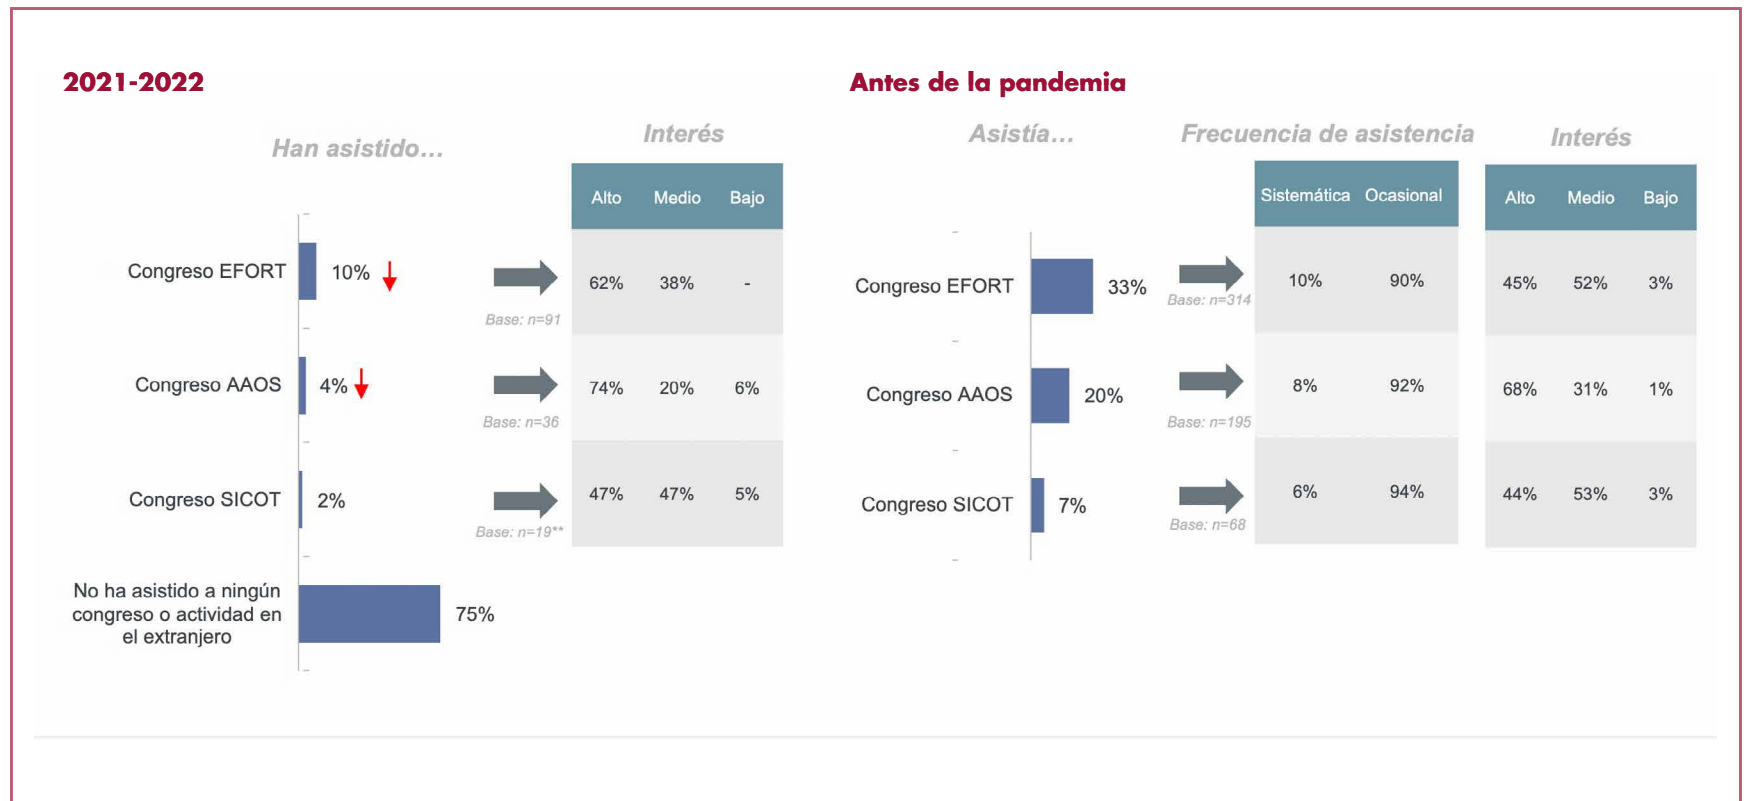 2021-2022
Han asistido...
Interés
Alto Medio Bajo
Congreso EFORT 10%
Base: n=91
62% 38% -
Congreso AAOS 4%
Base: n=36
74% 20% 6%
Congreso SICOT 2%
Base: n=19**
47% 47% 5%
No ha asistido a ningún
congreso o actividad en
el extranjero
75%
Antes de la pandemia
Asistía...
Frecuencia de asistencia
Interés
Sistemática Ocasional
Alto Medio Bajo
Congreso EFORT 33%
Base: n=314
10% 90%
45% 52% 3%
Congreso AAOS 20%
Base: n=195
8% 92%
68% 31% 1%
Congreso SICOT 7%
Base: n=68
6% 94%
44% 53% 3%